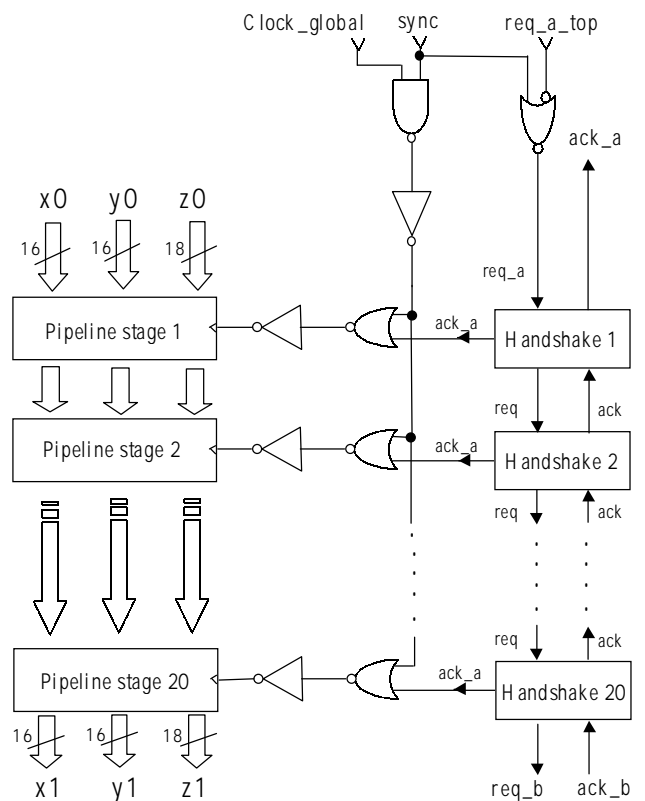 Clock_global sync req_a_top
ack_a
x0 y0 z0
16 16 18
req_a
Pipeline stage 1
ack_a
Handshake 1
req ack
Pipeline stage 2
ack_a
Handshake 2
req ack
req ack
Pipeline stage 20
ack_a
Handshake 20
16 16 18
x1 y1 z1
req_b ack_b